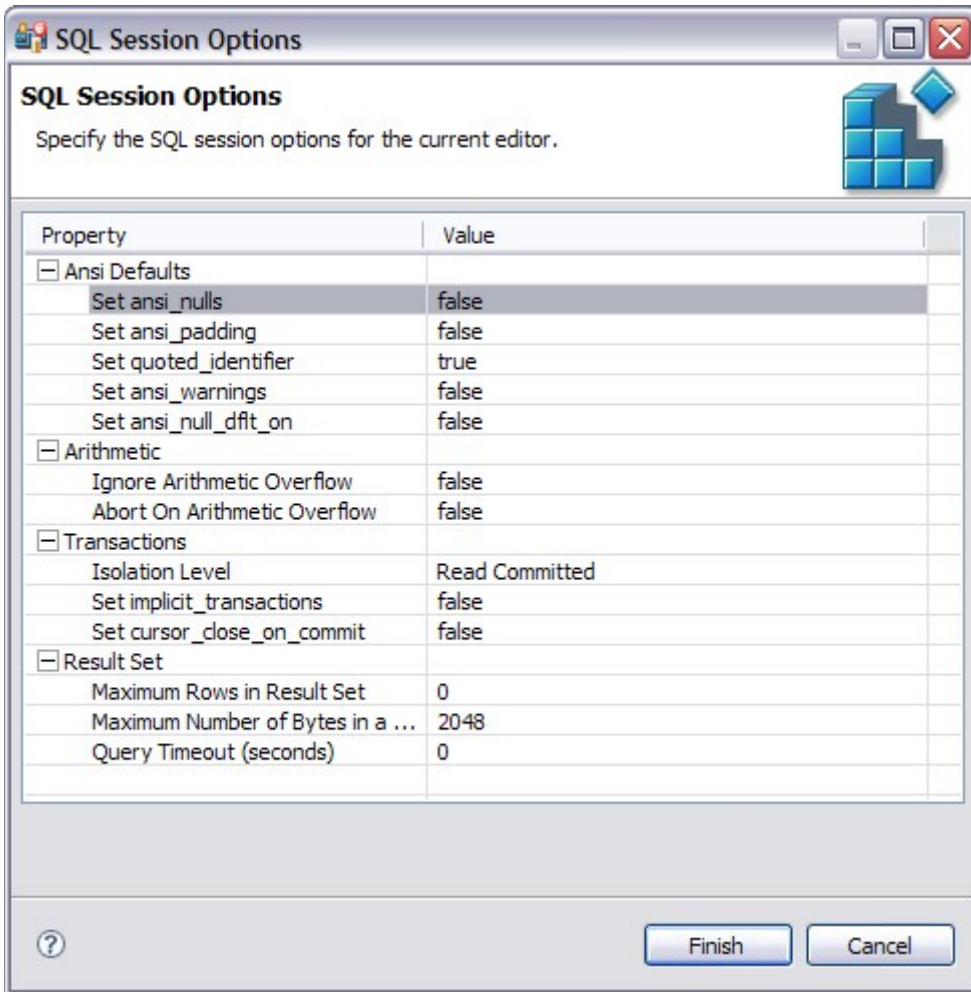 SQL Session Options
SQL Session Options
Specify the SQL session options for the current editor.
Property Value
Ansi Defaults
Set ansi_nulls false
Set ansi_padding false
Set quoted_identifier true
Set ansi_warnings false
Set ansi_null_dflt_on false
Arithmetic
Ignore Arithmetic Overflow false
Abort On Arithmetic Overflow false
Transactions
Isolation Level Read Committed
Set implicit_transactions false
Set cursor_close_on_commit false
Result Set
Maximum Rows in Result Set 0
Maximum Number of Bytes in a ... 2048
Query Timeout (seconds) 0
? Finish Cancel